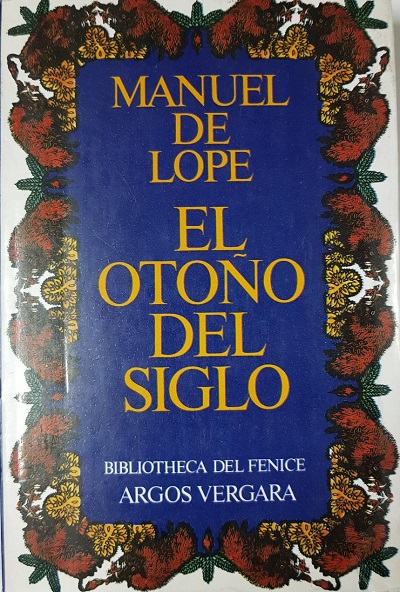 MANUEL
DE
LOPE
EL
OTOÑO
DEL
SIGLO
BIBLIOTHECA DEL FENICE
ARGOS VERGARA